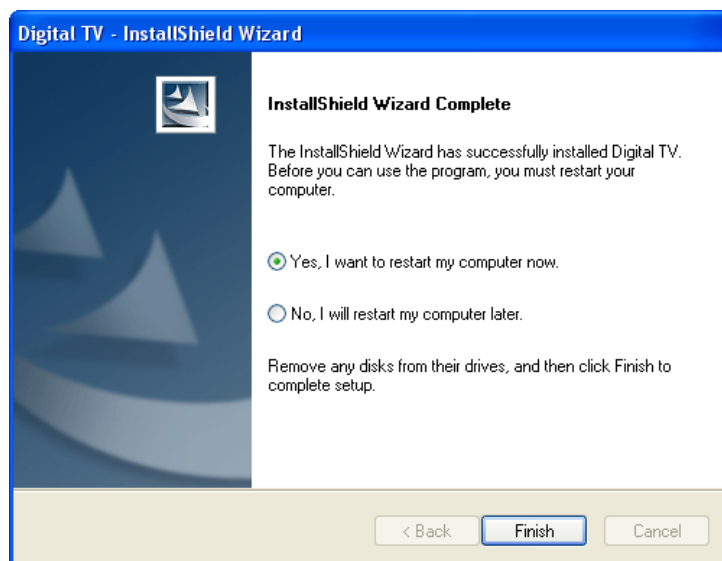 Digital TV - InstallShield Wizard
InstallShield Wizard Complete
The InstallShield Wizard has successfully installed Digital TV.
Before you can use the program, you must restart your
computer.
Yes, I want to restart my computer now.
No, I will restart my computer later.
Remove any disks from their drives, and then click Finish to
complete setup.
< Back Finish Cancel